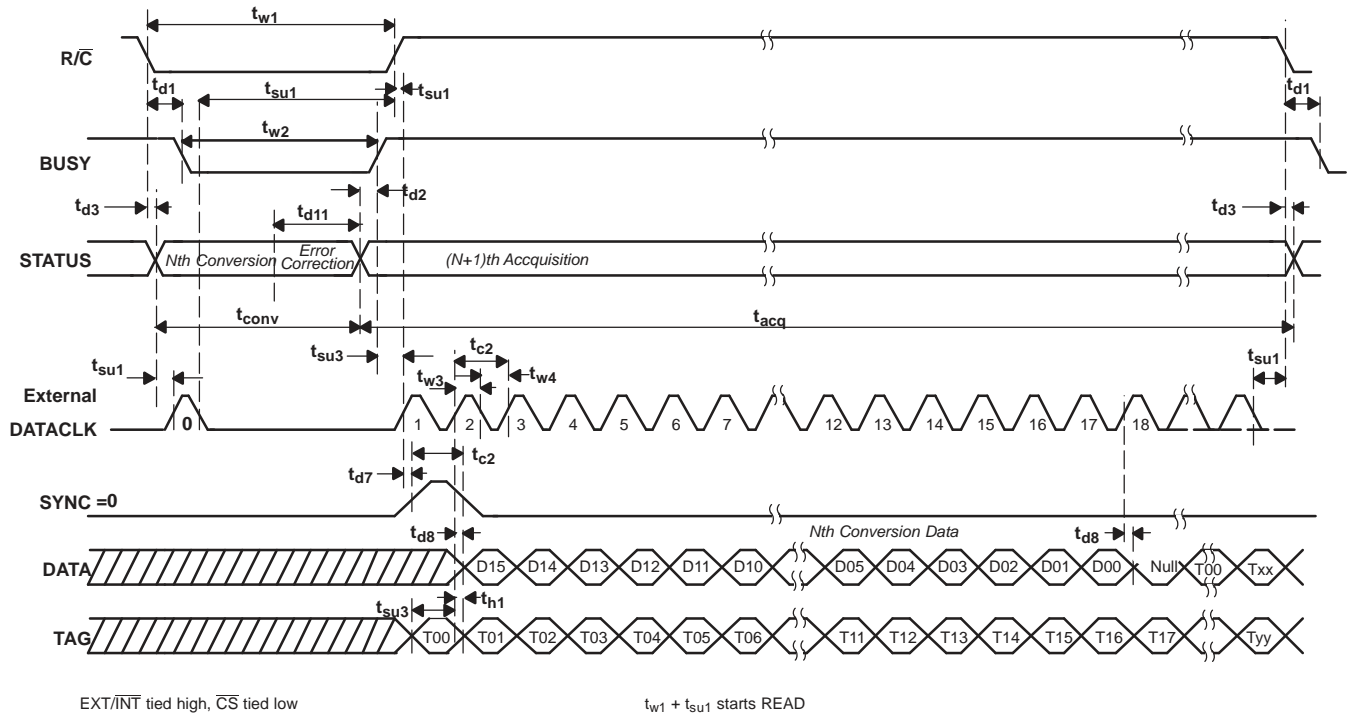 tw1
R/C
td1
tsu1
tsu1
td1
tw2
BUSY
td2
td3
td11
td3
STATUS
Nth Conversion
Error
Correction
(N+1)th Accquisition
tconv
tacq
tsu1
tsu3
tc2
tw3
tw4
tsu1
External
DATACLK
0 1 2 3 4 5 6 7 12 13 14 15 16 17 18
tc2
td7
SYNC =0
td8
Nth Conversion Data
td8
DATA
D15 D14 D13 D12 D11 D10 D05 D04 D03 D02 D01 D00 Null T00 Txx
tsu3
th1
TAG
T00 T01 T02 T03 T04 T05 T06 T11 T12 T13 T14 T15 T16 T17 Tyy
EXT/INT tied high, CS tied low
tw1 + tsu1 starts READ